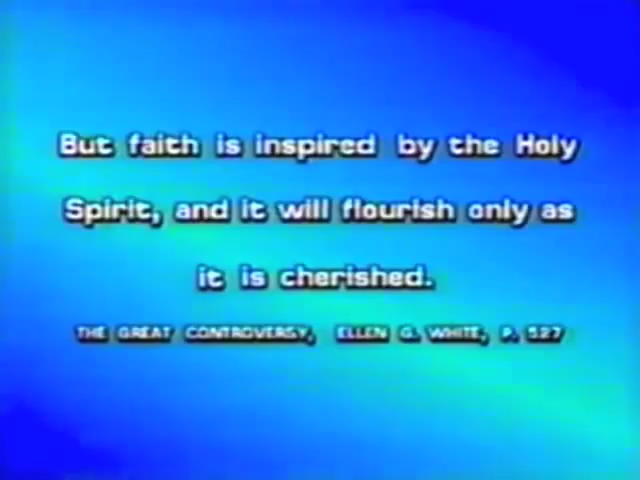 But faith is inspired by the Holy
Spirit, and it will flourish only as
it is cherished.
THE GREAT CONTROVERSY, ELLEN G. WHITE, P. 527